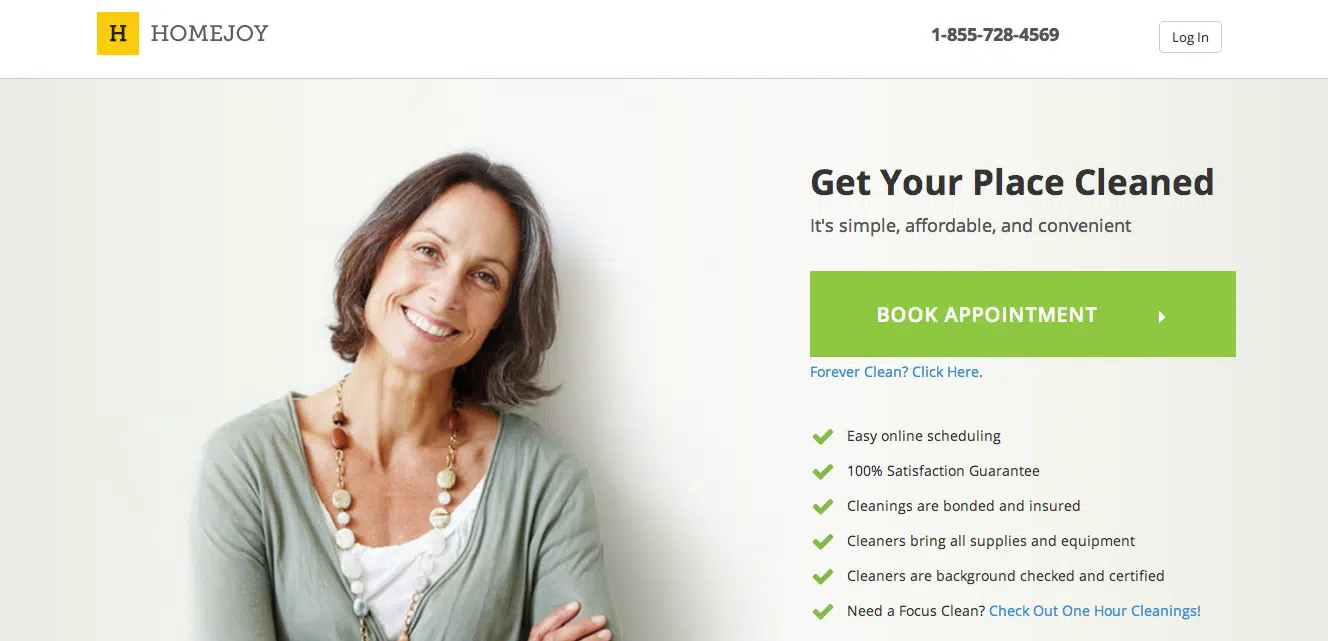 H HOMEJOY
1-855-728-4569
Log In
Get Your Place Cleaned
It's simple, affordable, and convenient
BOOK APPOINTMENT
Forever Clean? Click Here.
Easy online scheduling
100% Satisfaction Guarantee
Cleanings are bonded and insured
Cleaners bring all supplies and equipment
Cleaners are background checked and certified
Need a Focus Clean? Check Out One Hour Cleanings!